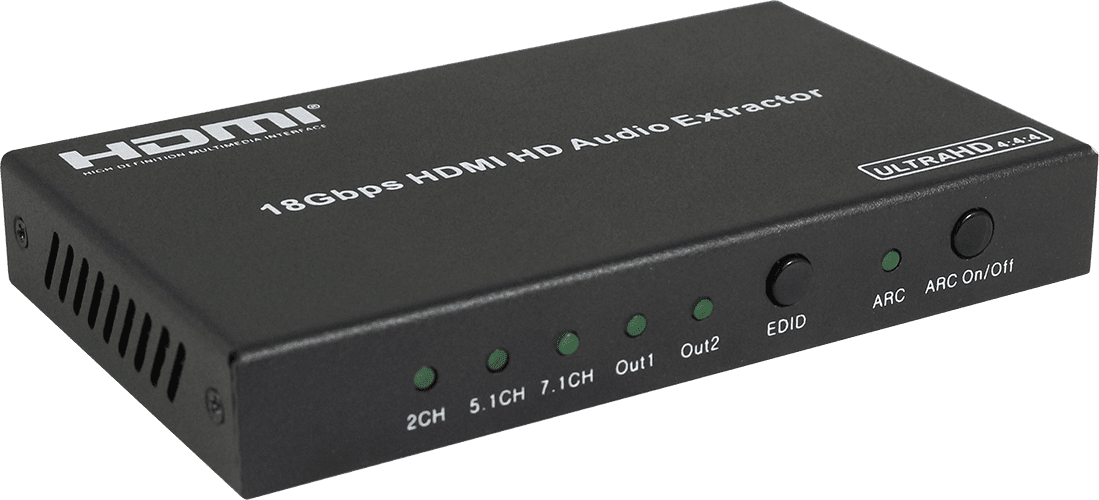 HDMI®
HIGH DEFINITION MULTIMEDIA INTERFACE
18Gbps HDMI HD Audio Extractor
ULTRAHD 4:4:4
2CH
5.1CH
7.1CH
Out1
Out2
EDID
ARC
ARC On/Off